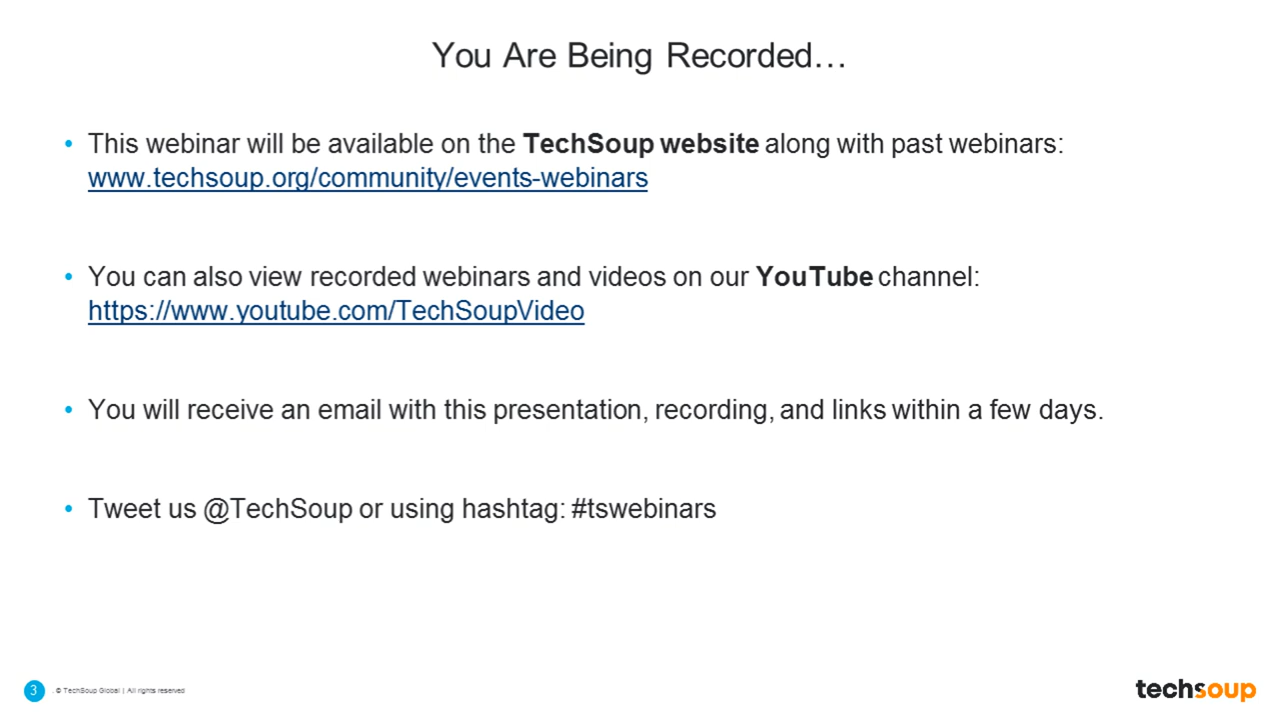 You Are Being Recorded…
• This webinar will be available on the TechSoup website along with past webinars:
www.techsoup.org/community/events-webinars
• You can also view recorded webinars and videos on our YouTube channel:
https://www.youtube.com/TechSoupVideo
• You will receive an email with this presentation, recording, and links within a few days.
• Tweet us @TechSoup or using hashtag: #tswebinars
3 . © TechSoup Global | All rights reserved
techsoup